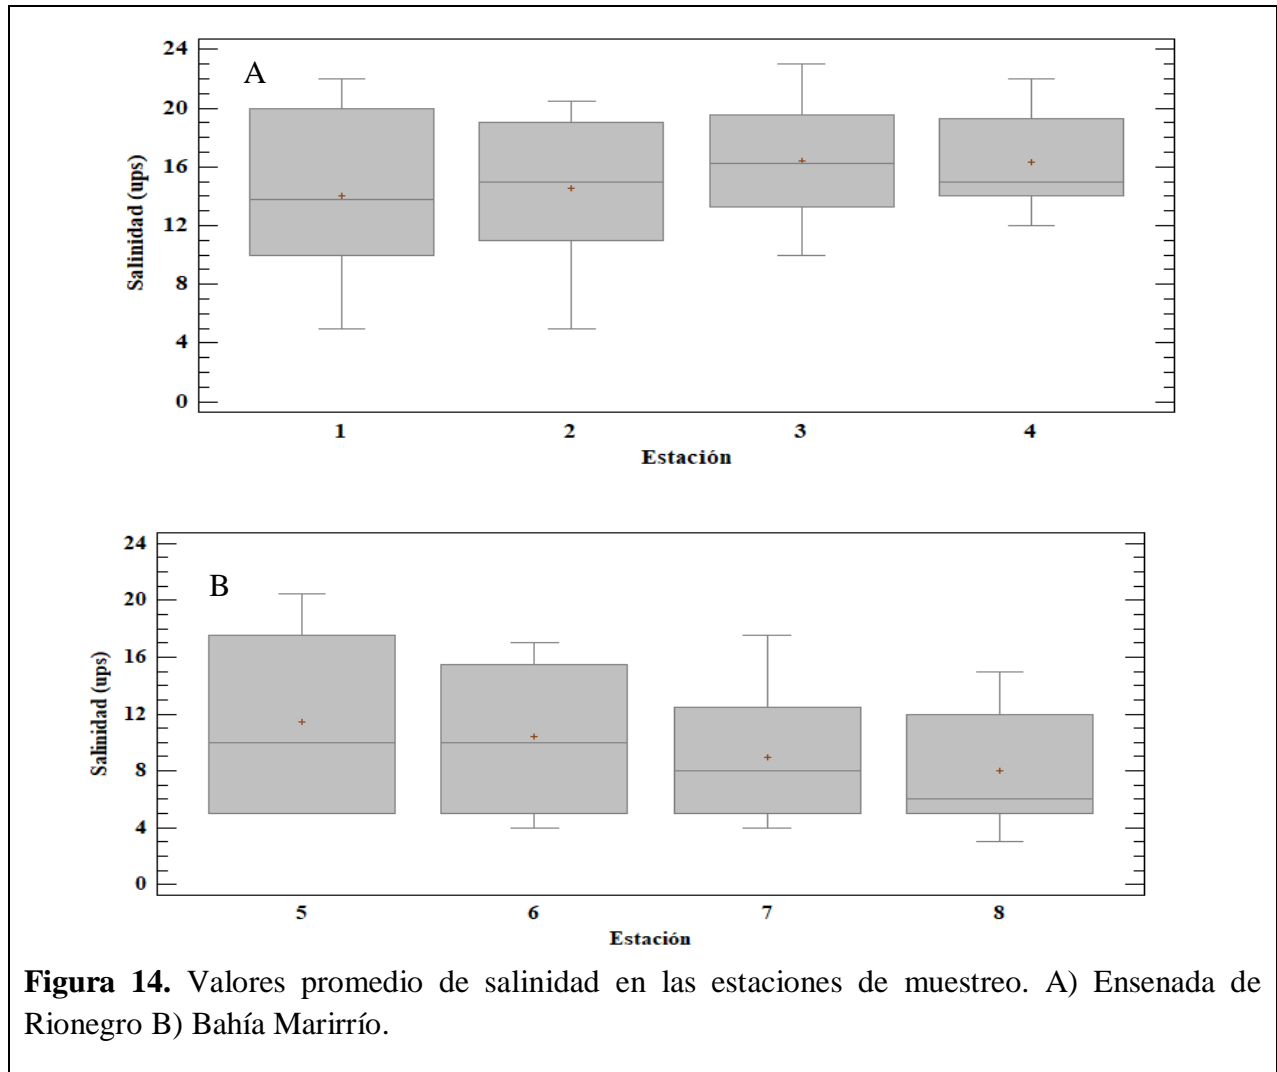 A
24
20
16
12
8
4
0
Salinidad (ups)
1 2 3 4
Estación
B
24
20
16
12
8
4
0
Salinidad (ups)
5 6 7 8
Estación
Figura 14. Valores promedio de salinidad en las estaciones de muestreo. A) Ensenada de
Rionegro B) Bahía Marirrío.